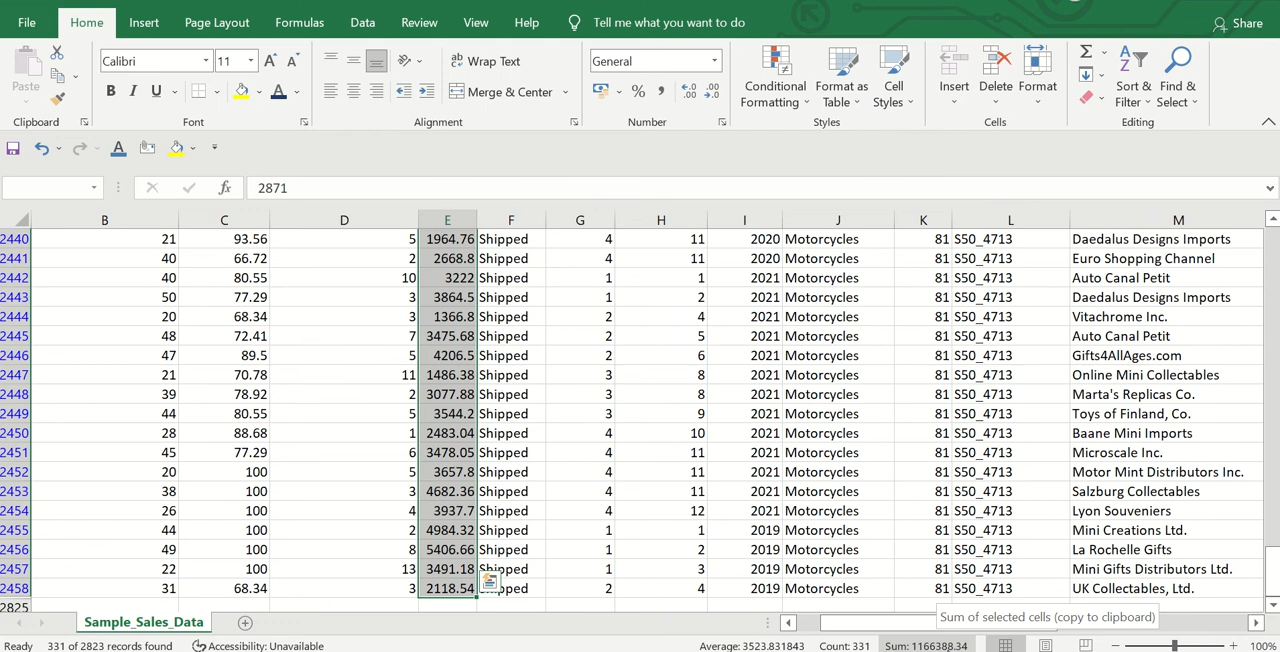 File Home Insert Page Layout Formulas Data Review View Help Tell me what you want to do Share
Paste Calibri 11 Wrap Text General Conditional Formatting Format as Table Cell Styles Insert Delete Format Sort & Filter Find & Select
B I U A Merge & Center % , .00
Clipboard Font Alignment Number Styles Cells Editing
fx 2871
B C D E F G H I J K L M
2440 21 93.56 5 1964.76 Shipped 4 11 2020 Motorcycles 81 S50_4713 Daedalus Designs Imports
2441 40 66.72 2 2668.8 Shipped 4 11 2020 Motorcycles 81 S50_4713 Euro Shopping Channel
2442 40 80.55 10 3222 Shipped 1 1 2021 Motorcycles 81 S50_4713 Auto Canal Petit
2443 50 77.29 3 3864.5 Shipped 1 2 2021 Motorcycles 81 S50_4713 Daedalus Designs Imports
2444 20 68.34 3 1366.8 Shipped 2 4 2021 Motorcycles 81 S50_4713 Vitachrome Inc.
2445 48 72.41 7 3475.68 Shipped 2 5 2021 Motorcycles 81 S50_4713 Auto Canal Petit
2446 47 89.5 5 4206.5 Shipped 2 6 2021 Motorcycles 81 S50_4713 Gifts4AllAges.com
2447 21 70.78 11 1486.38 Shipped 3 8 2021 Motorcycles 81 S50_4713 Online Mini Collectables
2448 39 78.92 2 3077.88 Shipped 3 8 2021 Motorcycles 81 S50_4713 Marta's Replicas Co.
2449 44 80.55 5 3544.2 Shipped 3 9 2021 Motorcycles 81 S50_4713 Toys of Finland, Co.
2450 28 88.68 1 2483.04 Shipped 4 10 2021 Motorcycles 81 S50_4713 Baane Mini Imports
2451 45 77.29 6 3478.05 Shipped 4 11 2021 Motorcycles 81 S50_4713 Microscale Inc.
2452 20 100 5 3657.8 Shipped 4 11 2021 Motorcycles 81 S50_4713 Motor Mint Distributors Inc.
2453 38 100 3 4682.36 Shipped 4 11 2021 Motorcycles 81 S50_4713 Salzburg Collectables
2454 26 100 4 3937.7 Shipped 4 12 2021 Motorcycles 81 S50_4713 Lyon Souveniers
2455 44 100 2 4984.32 Shipped 1 1 2019 Motorcycles 81 S50_4713 Mini Creations Ltd.
2456 49 100 8 5406.66 Shipped 1 2 2019 Motorcycles 81 S50_4713 La Rochelle Gifts
2457 22 100 13 3491.18 Shipped 1 3 2019 Motorcycles 81 S50_4713 Mini Gifts Distributors Ltd.
2458 31 68.34 3 2118.54 Shipped 2 4 2019 Motorcycles 81 S50_4713 UK Collectables, Ltd.
2825
Sample_Sales_Data Sum of selected cells (copy to clipboard)
Ready 331 of 2823 records found Accessibility: Unavailable Average: 3523.831843 Count: 331 Sum: 1166388.34 100%